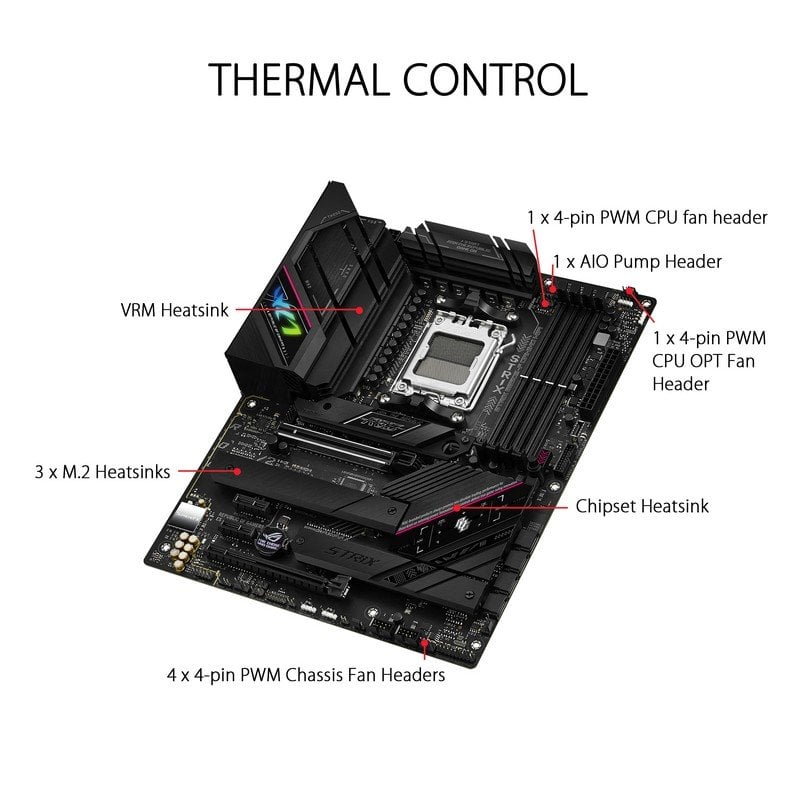 THERMAL CONTROL
1 x 4-pin PWM CPU fan header
1 x AIO Pump Header
VRM Heatsink
1 x 4-pin PWM
CPU OPT Fan
Header
STRIX
3 x M.2 Heatsinks
Chipset Heatsink
STRIX
4 x 4-pin PWM Chassis Fan Headers